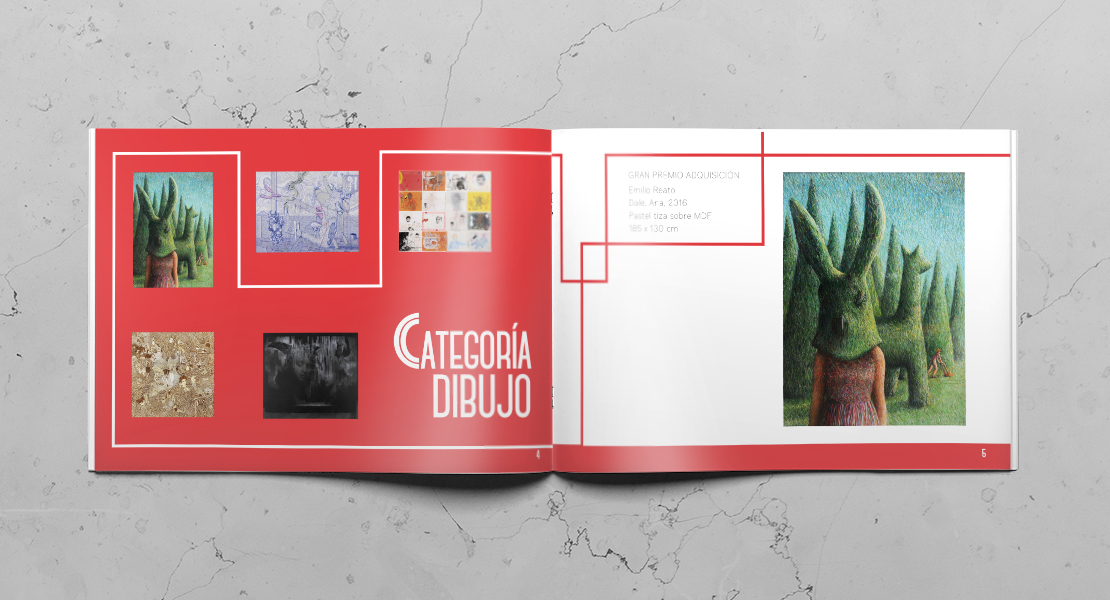 CATEGORÍA
DIBUJO
4
GRAN PREMIO ADQUISICIÓN
Emilio Reato
Dale, Ana, 2016
Pastel tiza sobre MDF
185 x 130 cm
5